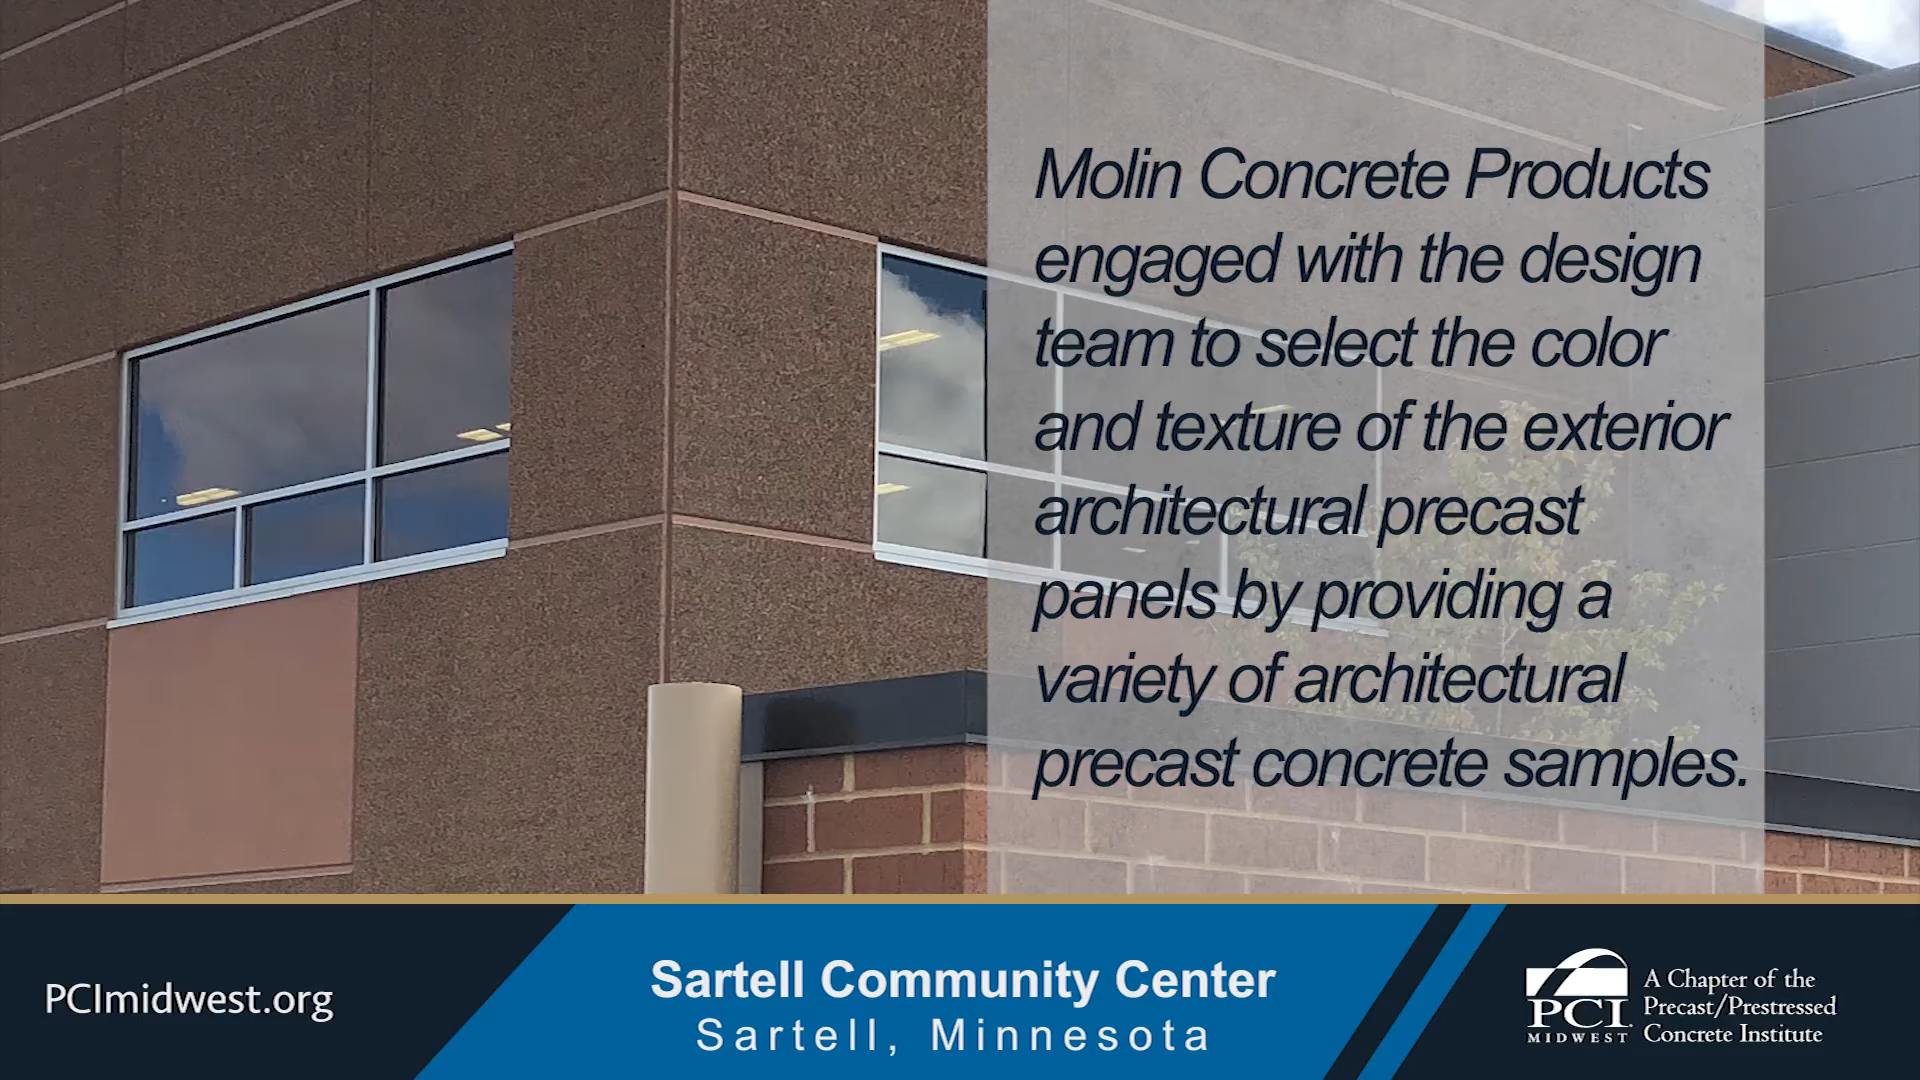 Molin Concrete Products
engaged with the design
team to select the color
and texture of the exterior
architectural precast
panels by providing a
variety of architectural
precast concrete samples.
PCImidwest.org
Sartell Community Center
Sartell, Minnesota
PCI
MIDWEST
A Chapter of the
Precast/Prestressed
Concrete Institute